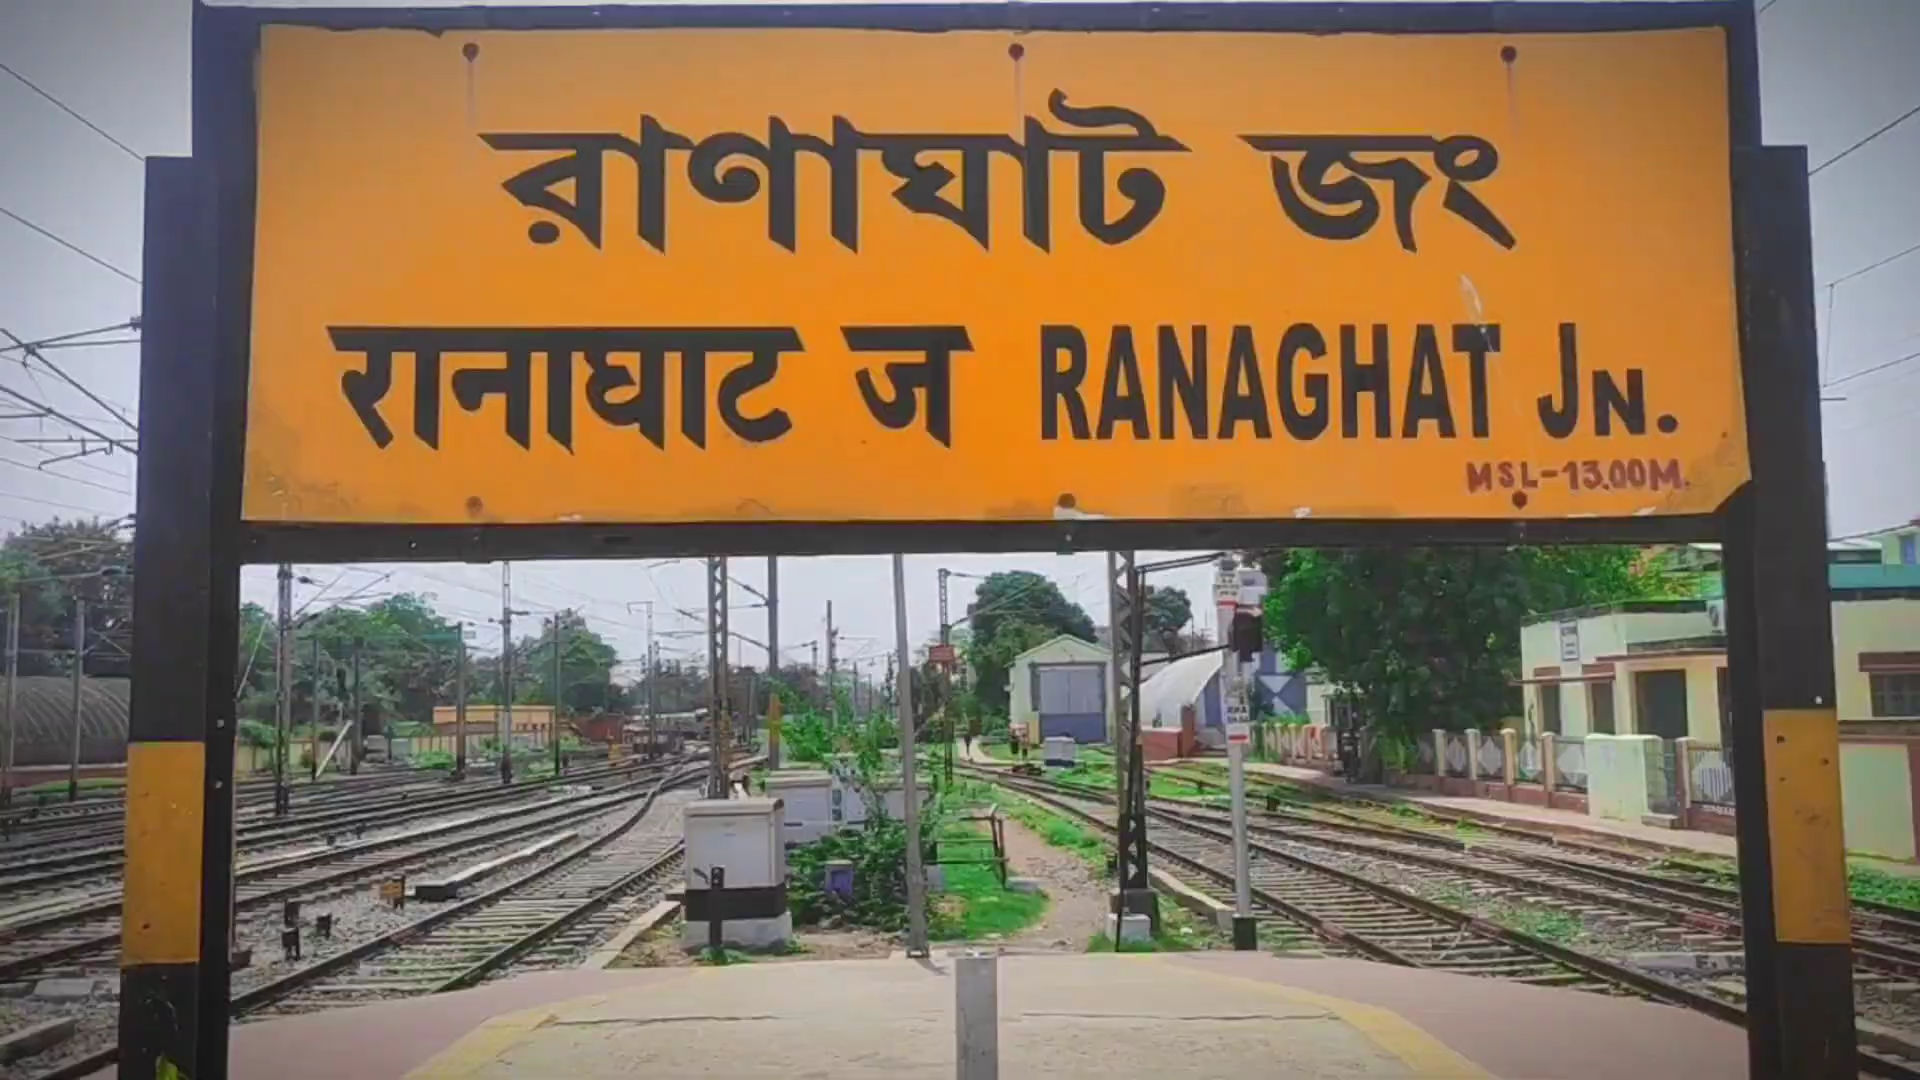 রাণাঘাট জং
रानाघाट ज RANAGHAT JN.
MSL-13.00M.